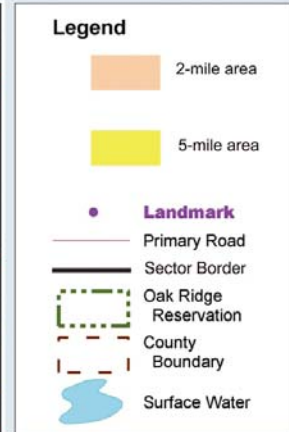 Legend
2-mile area
5-mile area
Landmark
Primary Road
Sector Border
Oak Ridge
Reservation
County
Boundary
Surface Water